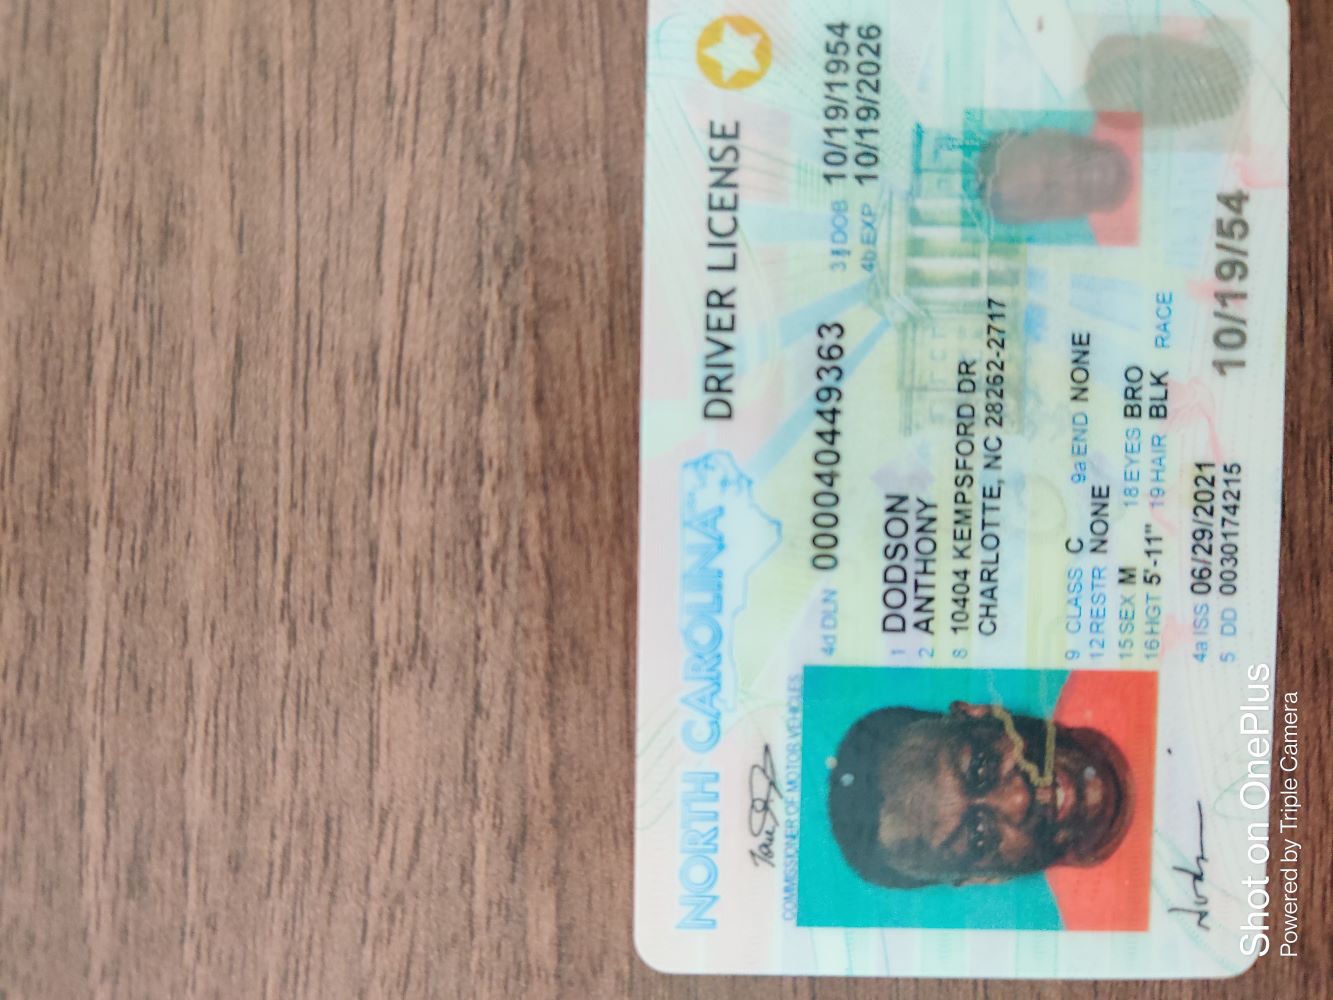 NORTH CAROLINA
DRIVER LICENSE
COMMISSIONER OF MOTOR VEHICLES
4d DLN 000040449363
3 DOB 10/19/1954
4b EXP 10/19/2026
1 DODSON
2 ANTHONY
8 10404 KEMPSFORD DR
CHARLOTTE, NC 28262-2717
9 CLASS C 9a END NONE
12 RESTR NONE
15 SEX M 18 EYES BRO
16 HGT 5'-11" 19 HAIR BLK RACE
4a ISS 06/29/2021
5 DD 0030174215
10/19/54
Shot on OnePlus
Powered by Triple Camera